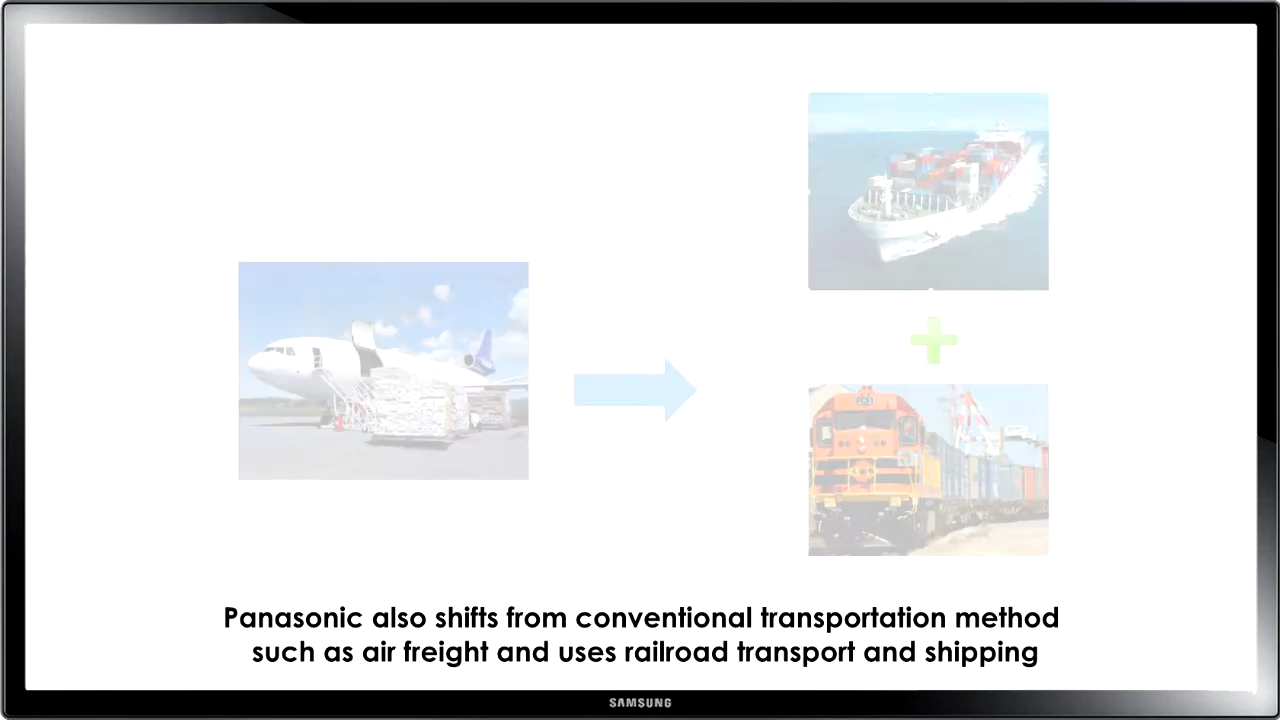 Panasonic also shifts from conventional transportation method
such as air freight and uses railroad transport and shipping
SAMSUNG